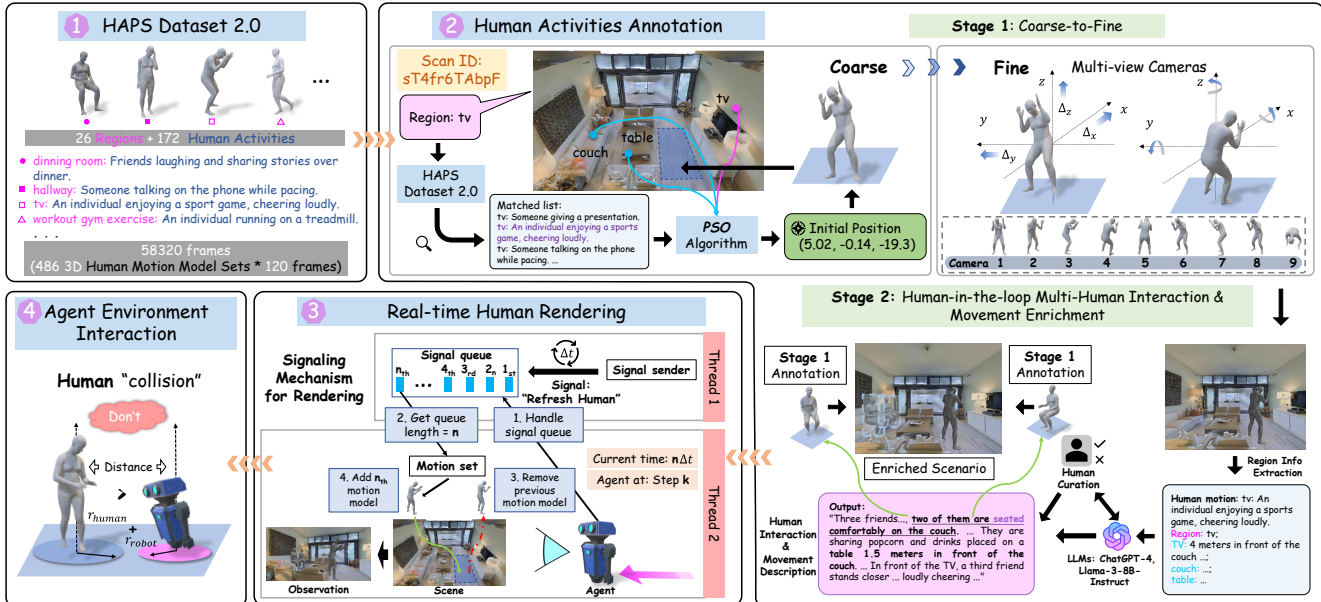 1
HAPS Dataset 2.0
...
26 Regions + 172 Human Activities
dinning room: Friends laughing and sharing stories over
dinner.
hallway: Someone talking on the phone while pacing.
tv: An individual enjoying a sport game, cheering loudly.
workout gym exercise: An individual running on a treadmill.
. . .
58320 frames
(486 3D Human Motion Model Sets * 120 frames)
2
Human Activities Annotation
Scan ID:
sT4fr6TAbpF
Region: tv
HAPS
Dataset 2.0
tv
table
couch
Matched list:
tv: Someone giving a presentation.
tv: An individual enjoying a sports
game, cheering loudly.
tv: Someone talking on the phone
while pacing. ...
PSO
Algorithm
Initial Position
(5.02, -0.14, -19.3)
Coarse
Stage 1: Coarse-to-Fine
Fine
Multi-view Cameras
z
x
y
Δz
Δx
Δy
z
x
y
Camera 1 2 3 4 5 6 7 8 9
Stage 2: Human-in-the-loop Multi-Human Interaction &
Movement Enrichment
Stage 1
Annotation
Stage 1
Annotation
Enriched Scenario
Human
Curation
Region Info
Extraction
Human motion: tv: An
individual enjoying a sports
game, cheering loudly.
Region: tv;
TV: 4 meters in front of the
couch ...;
couch: ...;
table: ...
LLMs: ChatGPT-4,
Llama-3-8B-
Instruct
Human
Interaction
&
Movement
Description
Output:
"Three friends..., two of them are seated
comfortably on the couch. ... They are
sharing popcorn and drinks placed on a
table 1.5 meters in front of the
couch. ... In front of the TV, a third friend
stands closer ... loudly cheering ..."
3
Real-time Human Rendering
Signaling
Mechanism
for Rendering
Signal queue
nth ... 4th 3rd 2n 1st
Δt
Signal sender
Signal:
"Refresh Human"
Thread 1
2. Get queue
length = n
1. Handle
signal queue
Motion set
4. Add nth
motion
model
3. Remove
previous
motion model
Current time: nΔt
Agent at: Step k
Thread 2
Observation
Scene
Agent
4
Agent Environment
Interaction
Human "collision"
Don't
Distance
>
rhuman
+
rrobot